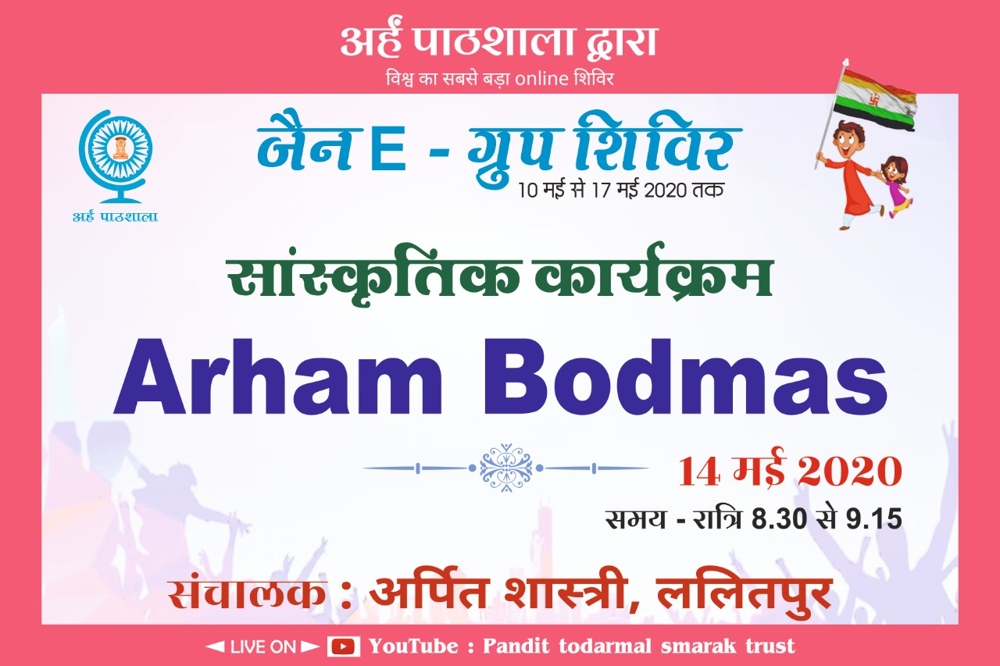 अर्हं पाठशाला द्वारा
विश्व का सबसे बड़ा online शिविर
जैन E - ग्रुप शिविर
10 मई से 17 मई 2020 तक
अर्हं पाठशाला
सांस्कृतिक कार्यक्रम
Arham Bodmas
14 मई 2020
समय - रात्रि 8.30 से 9.15
संचालक : अर्पित शास्त्री, ललितपुर
LIVE ON YouTube : Pandit todarmal smarak trust